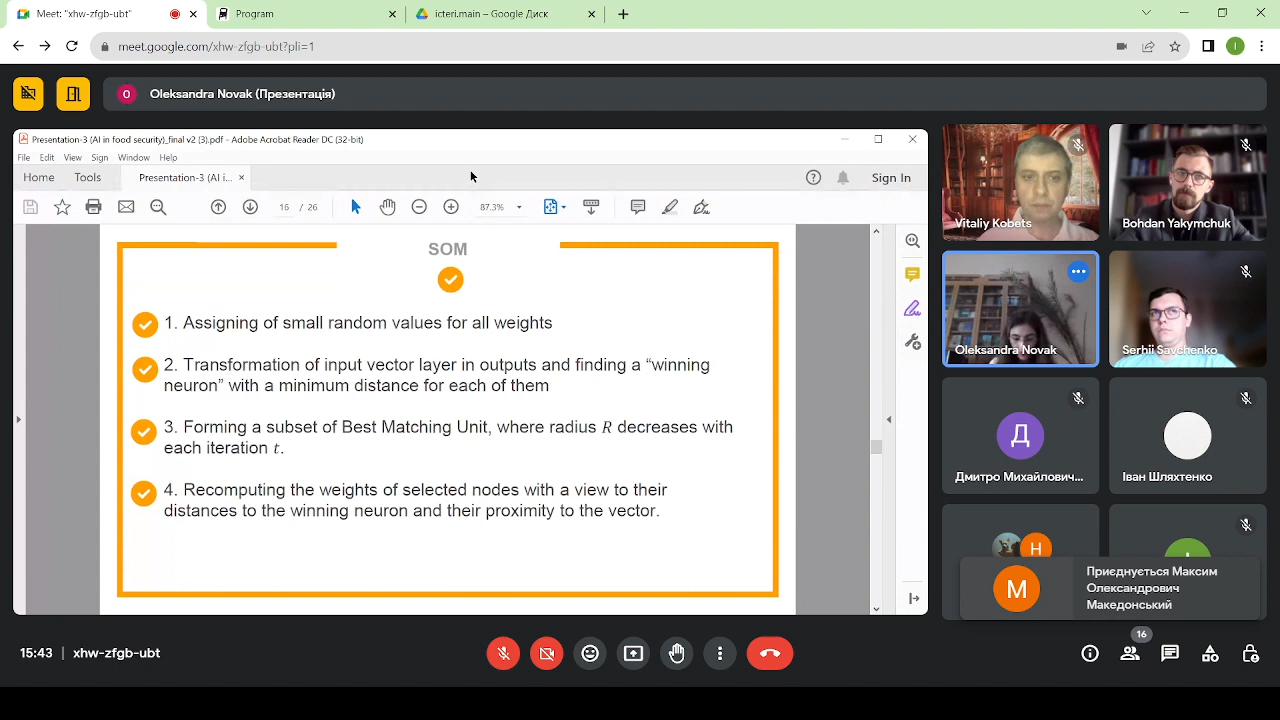 Meet: "xhw-zfgb-ubt"
Program
icteri.main – Google Диск
meet.google.com/xhw-zfgb-ubt?pli=1
I
O
Oleksandra Novak (Презентація)
Presentation-3 (AI in food security)_final v2 (3).pdf - Adobe Acrobat Reader DC (32-bit)
File Edit View Sign Window Help
Home Tools Presentation-3 (AI i... Sign In
16 / 26 87.3%
SOM
1. Assigning of small random values for all weights
2. Transformation of input vector layer in outputs and finding a “winning
neuron” with a minimum distance for each of them
3. Forming a subset of Best Matching Unit, where radius R decreases with
each iteration t.
4. Recomputing the weights of selected nodes with a view to their
distances to the winning neuron and their proximity to the vector.
Vitaliy Kobets
Bohdan Yakymchuk
Oleksandra Novak
Serhii Savchenko
Д
Дмитро Михайлович...
Іван Шляхтенко
Н
М
Приєднується Максим
Олександрович
Македонський
15:43 | xhw-zfgb-ubt
16